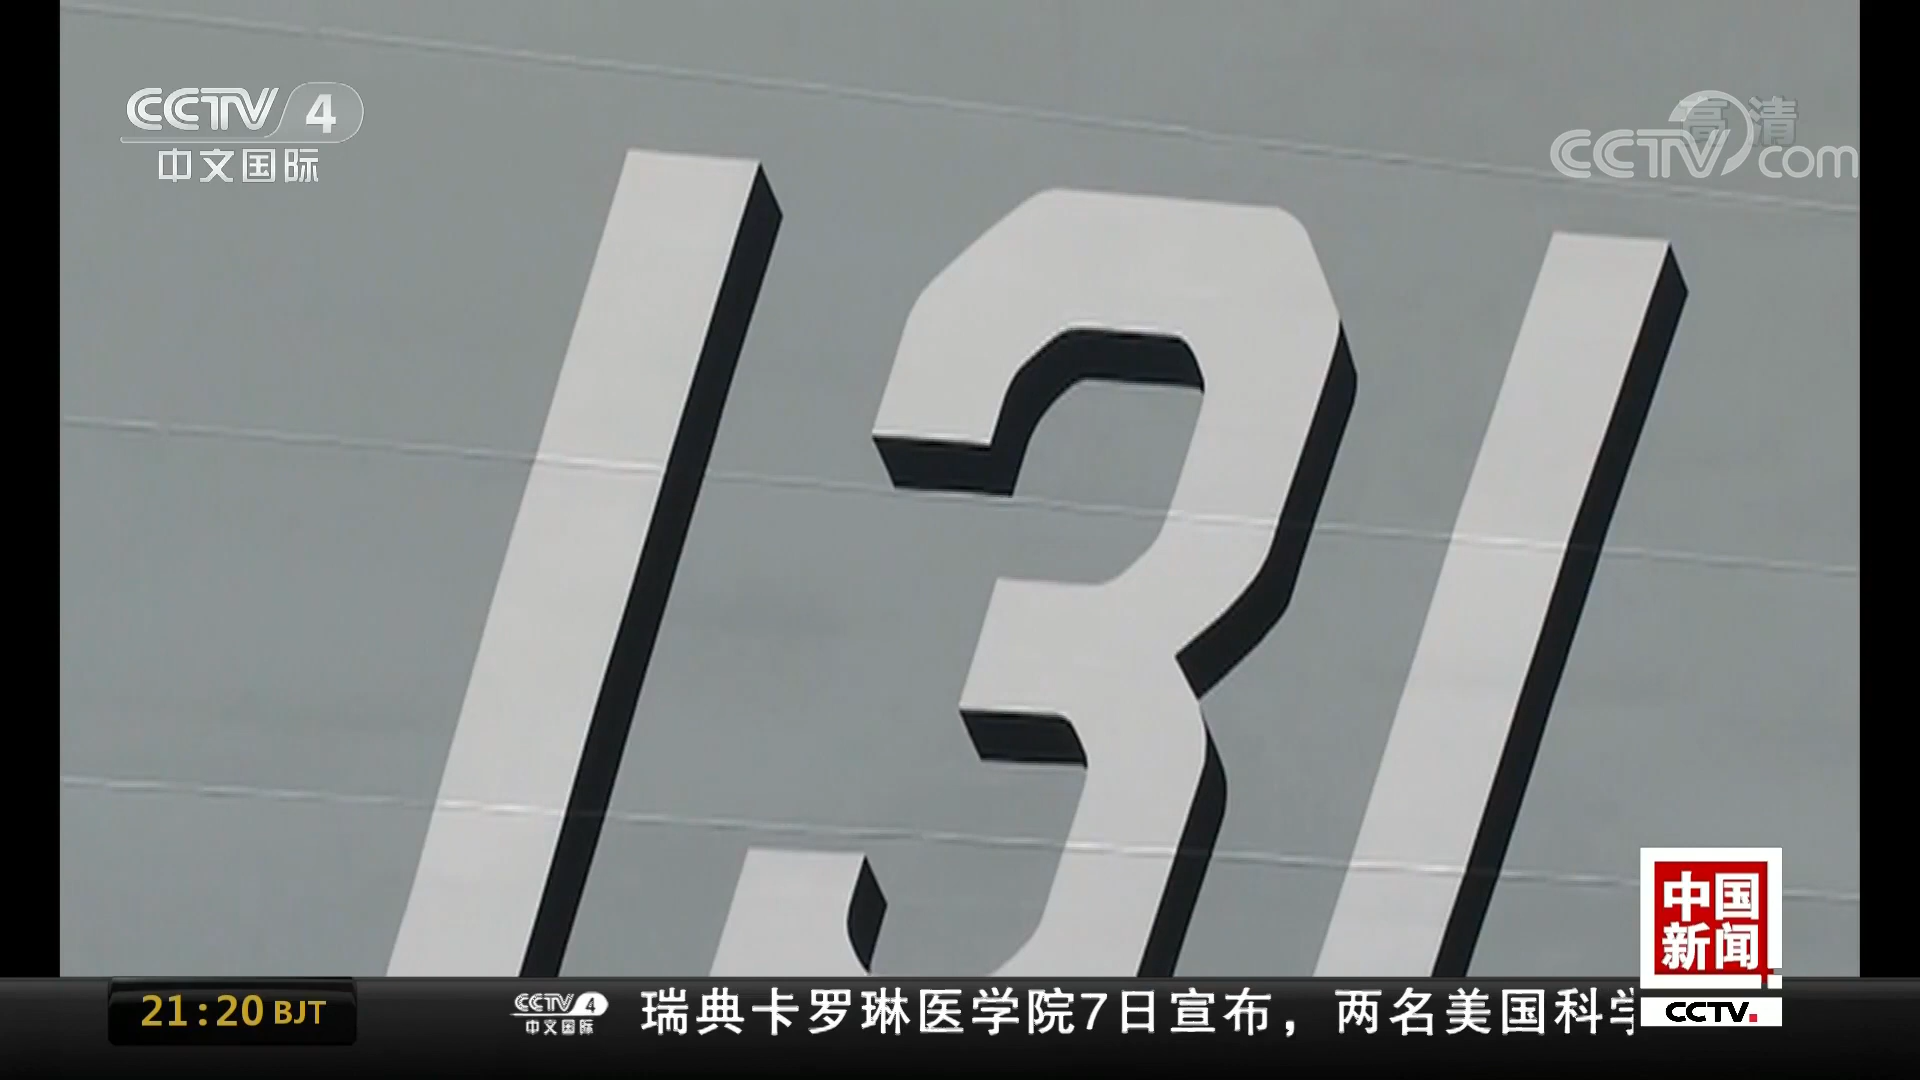 CCTV 4
中文国际
高清
CCTV com
131
中国
新闻
CCTV.
21:20 BJT
CCTV 4
中文国际
瑞典卡罗琳医学院7日宣布，两名美国科学